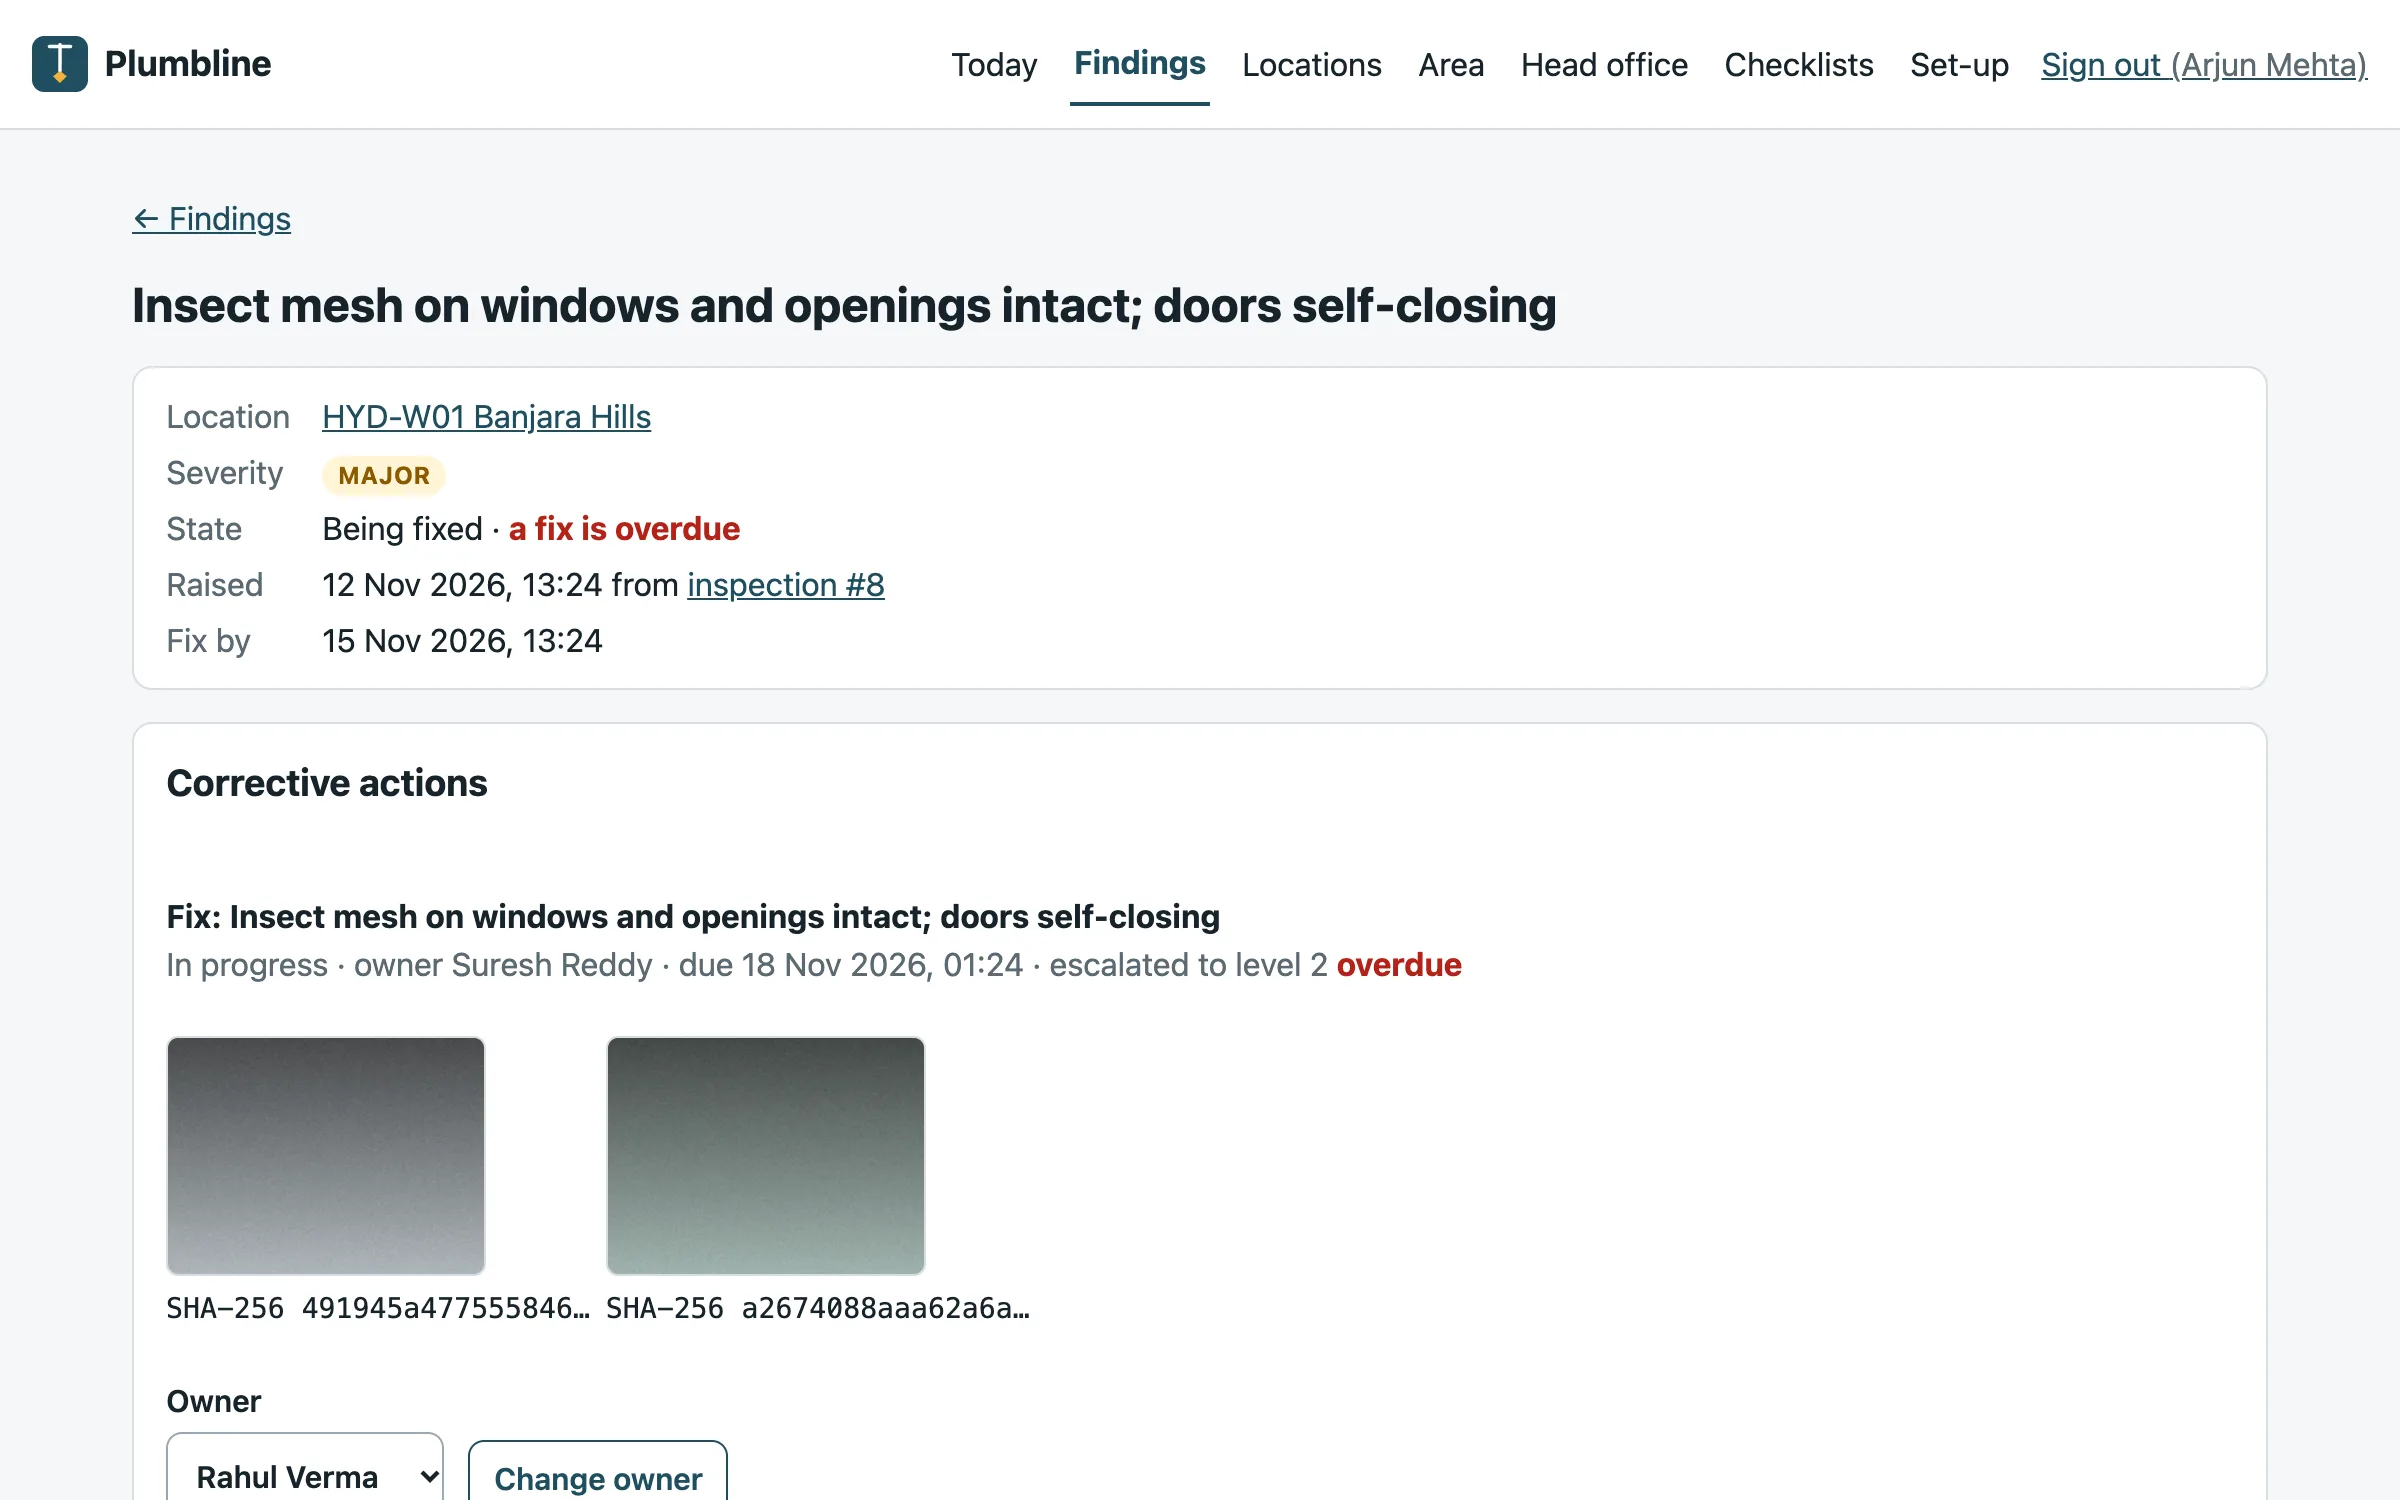 Plumbline
Today Findings Locations Area Head office Checklists Set-up Sign out (Arjun Mehta)
← Findings
Insect mesh on windows and openings intact; doors self-closing
Location HYD-W01 Banjara Hills
Severity MAJOR
State Being fixed · a fix is overdue
Raised 12 Nov 2026, 13:24 from inspection #8
Fix by 15 Nov 2026, 13:24
Corrective actions
Fix: Insect mesh on windows and openings intact; doors self-closing
In progress · owner Suresh Reddy · due 18 Nov 2026, 01:24 · escalated to level 2 overdue
SHA-256 491945a477555846… SHA-256 a2674088aaa62a6a…
Owner
Rahul Verma Change owner